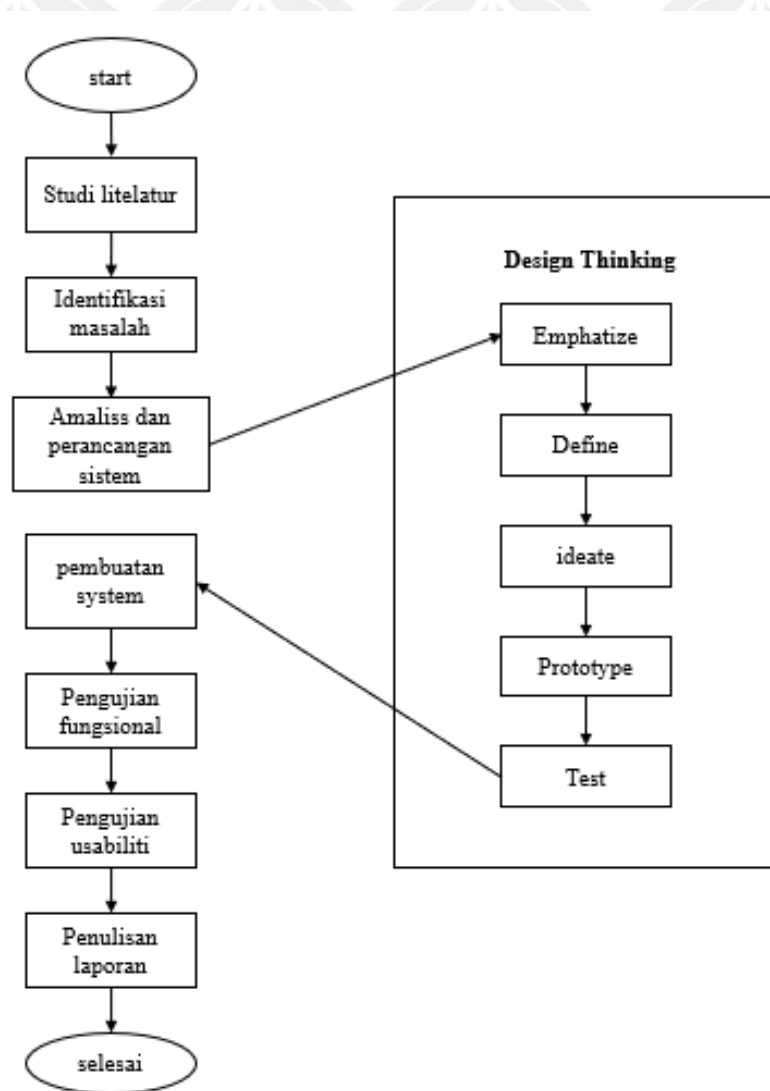 start
Studi litelatur
Identifikasi
masalah
Amaliss dan
perancangan
sistem
Design Thinking
Emphatize
Define
ideate
Prototype
Test
pembuatan
system
Pengujian
fungsional
Pengujian
usabiliti
Penulisan
laporan
selesai